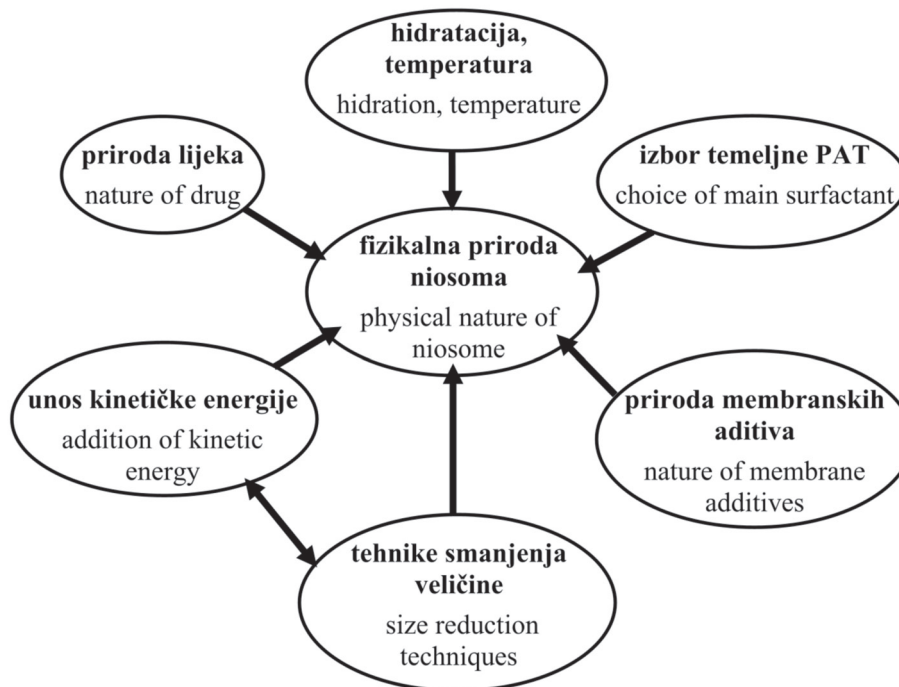 hidratacija,
temperatura
hidration, temperature
priroda lijeka
nature of drug
izbor temeljne PAT
choice of main surfactant
fizikalna priroda
niosoma
physical nature of
niosome
unos kinetičke energije
addition of kinetic
energy
priroda membranskih
aditiva
nature of membrane
additives
tehnike smanjenja
veličine
size reduction
techniques